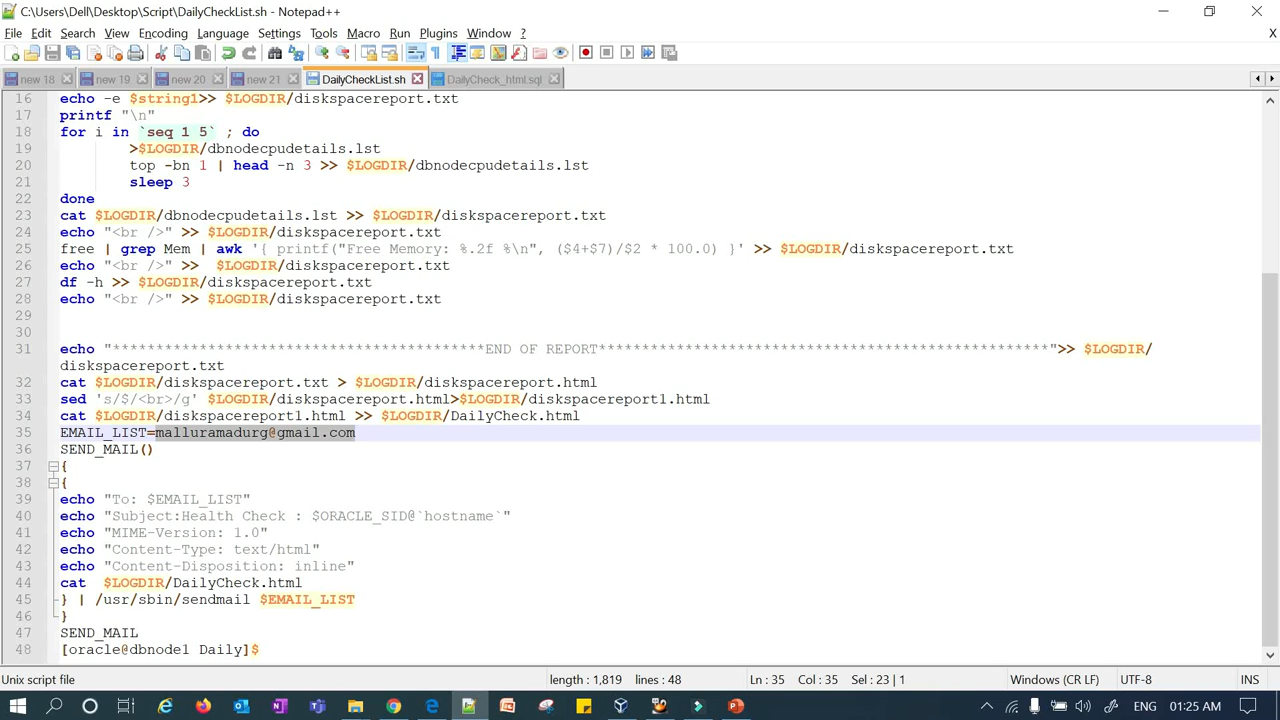 C:\Users\Dell\Desktop\Script\DailyCheckList.sh - Notepad++
File Edit Search View Encoding Language Settings Tools Macro Run Plugins Window ? X
new 18 new 19 new 20 new 21 DailyCheckList.sh DailyCheck_html.sql
16 echo -e $string1>> $LOGDIR/diskspacereport.txt
17 printf "\n"
18 for i in `seq 1 5` ; do
19 >$LOGDIR/dbnodecpudetails.lst
20 top -bn 1 | head -n 3 >> $LOGDIR/dbnodecpudetails.lst
21 sleep 3
22 done
23 cat $LOGDIR/dbnodecpudetails.lst >> $LOGDIR/diskspacereport.txt
24 echo "<br />" >> $LOGDIR/diskspacereport.txt
25 free | grep Mem | awk '{ printf("Free Memory: %.2f %\n", ($4+$7)/$2 * 100.0) }' >> $LOGDIR/diskspacereport.txt
26 echo "<br />" >>  $LOGDIR/diskspacereport.txt
27 df -h >> $LOGDIR/diskspacereport.txt
28 echo "<br />" >> $LOGDIR/diskspacereport.txt
29
30
31 echo "*******************************************END OF REPORT****************************************************">> $LOGDIR/
diskspacereport.txt
32 cat $LOGDIR/diskspacereport.txt > $LOGDIR/diskspacereport.html
33 sed 's/$/<br>/g' $LOGDIR/diskspacereport.html>$LOGDIR/diskspacereport1.html
34 cat $LOGDIR/diskspacereport1.html >> $LOGDIR/DailyCheck.html
35 EMAIL_LIST=malluramadurg@gmail.com
36 SEND_MAIL()
37 {
38 {
39 echo "To: $EMAIL_LIST"
40 echo "Subject:Health Check : $ORACLE_SID@`hostname`"
41 echo "MIME-Version: 1.0"
42 echo "Content-Type: text/html"
43 echo "Content-Disposition: inline"
44 cat  $LOGDIR/DailyCheck.html
45 } | /usr/sbin/sendmail $EMAIL_LIST
46 }
47 SEND_MAIL
48 [oracle@dbnode1 Daily]$
Unix script file length : 1,819 lines : 48 Ln : 35 Col : 35 Sel : 23 | 1 Windows (CR LF) UTF-8 INS
ENG 01:25 AM